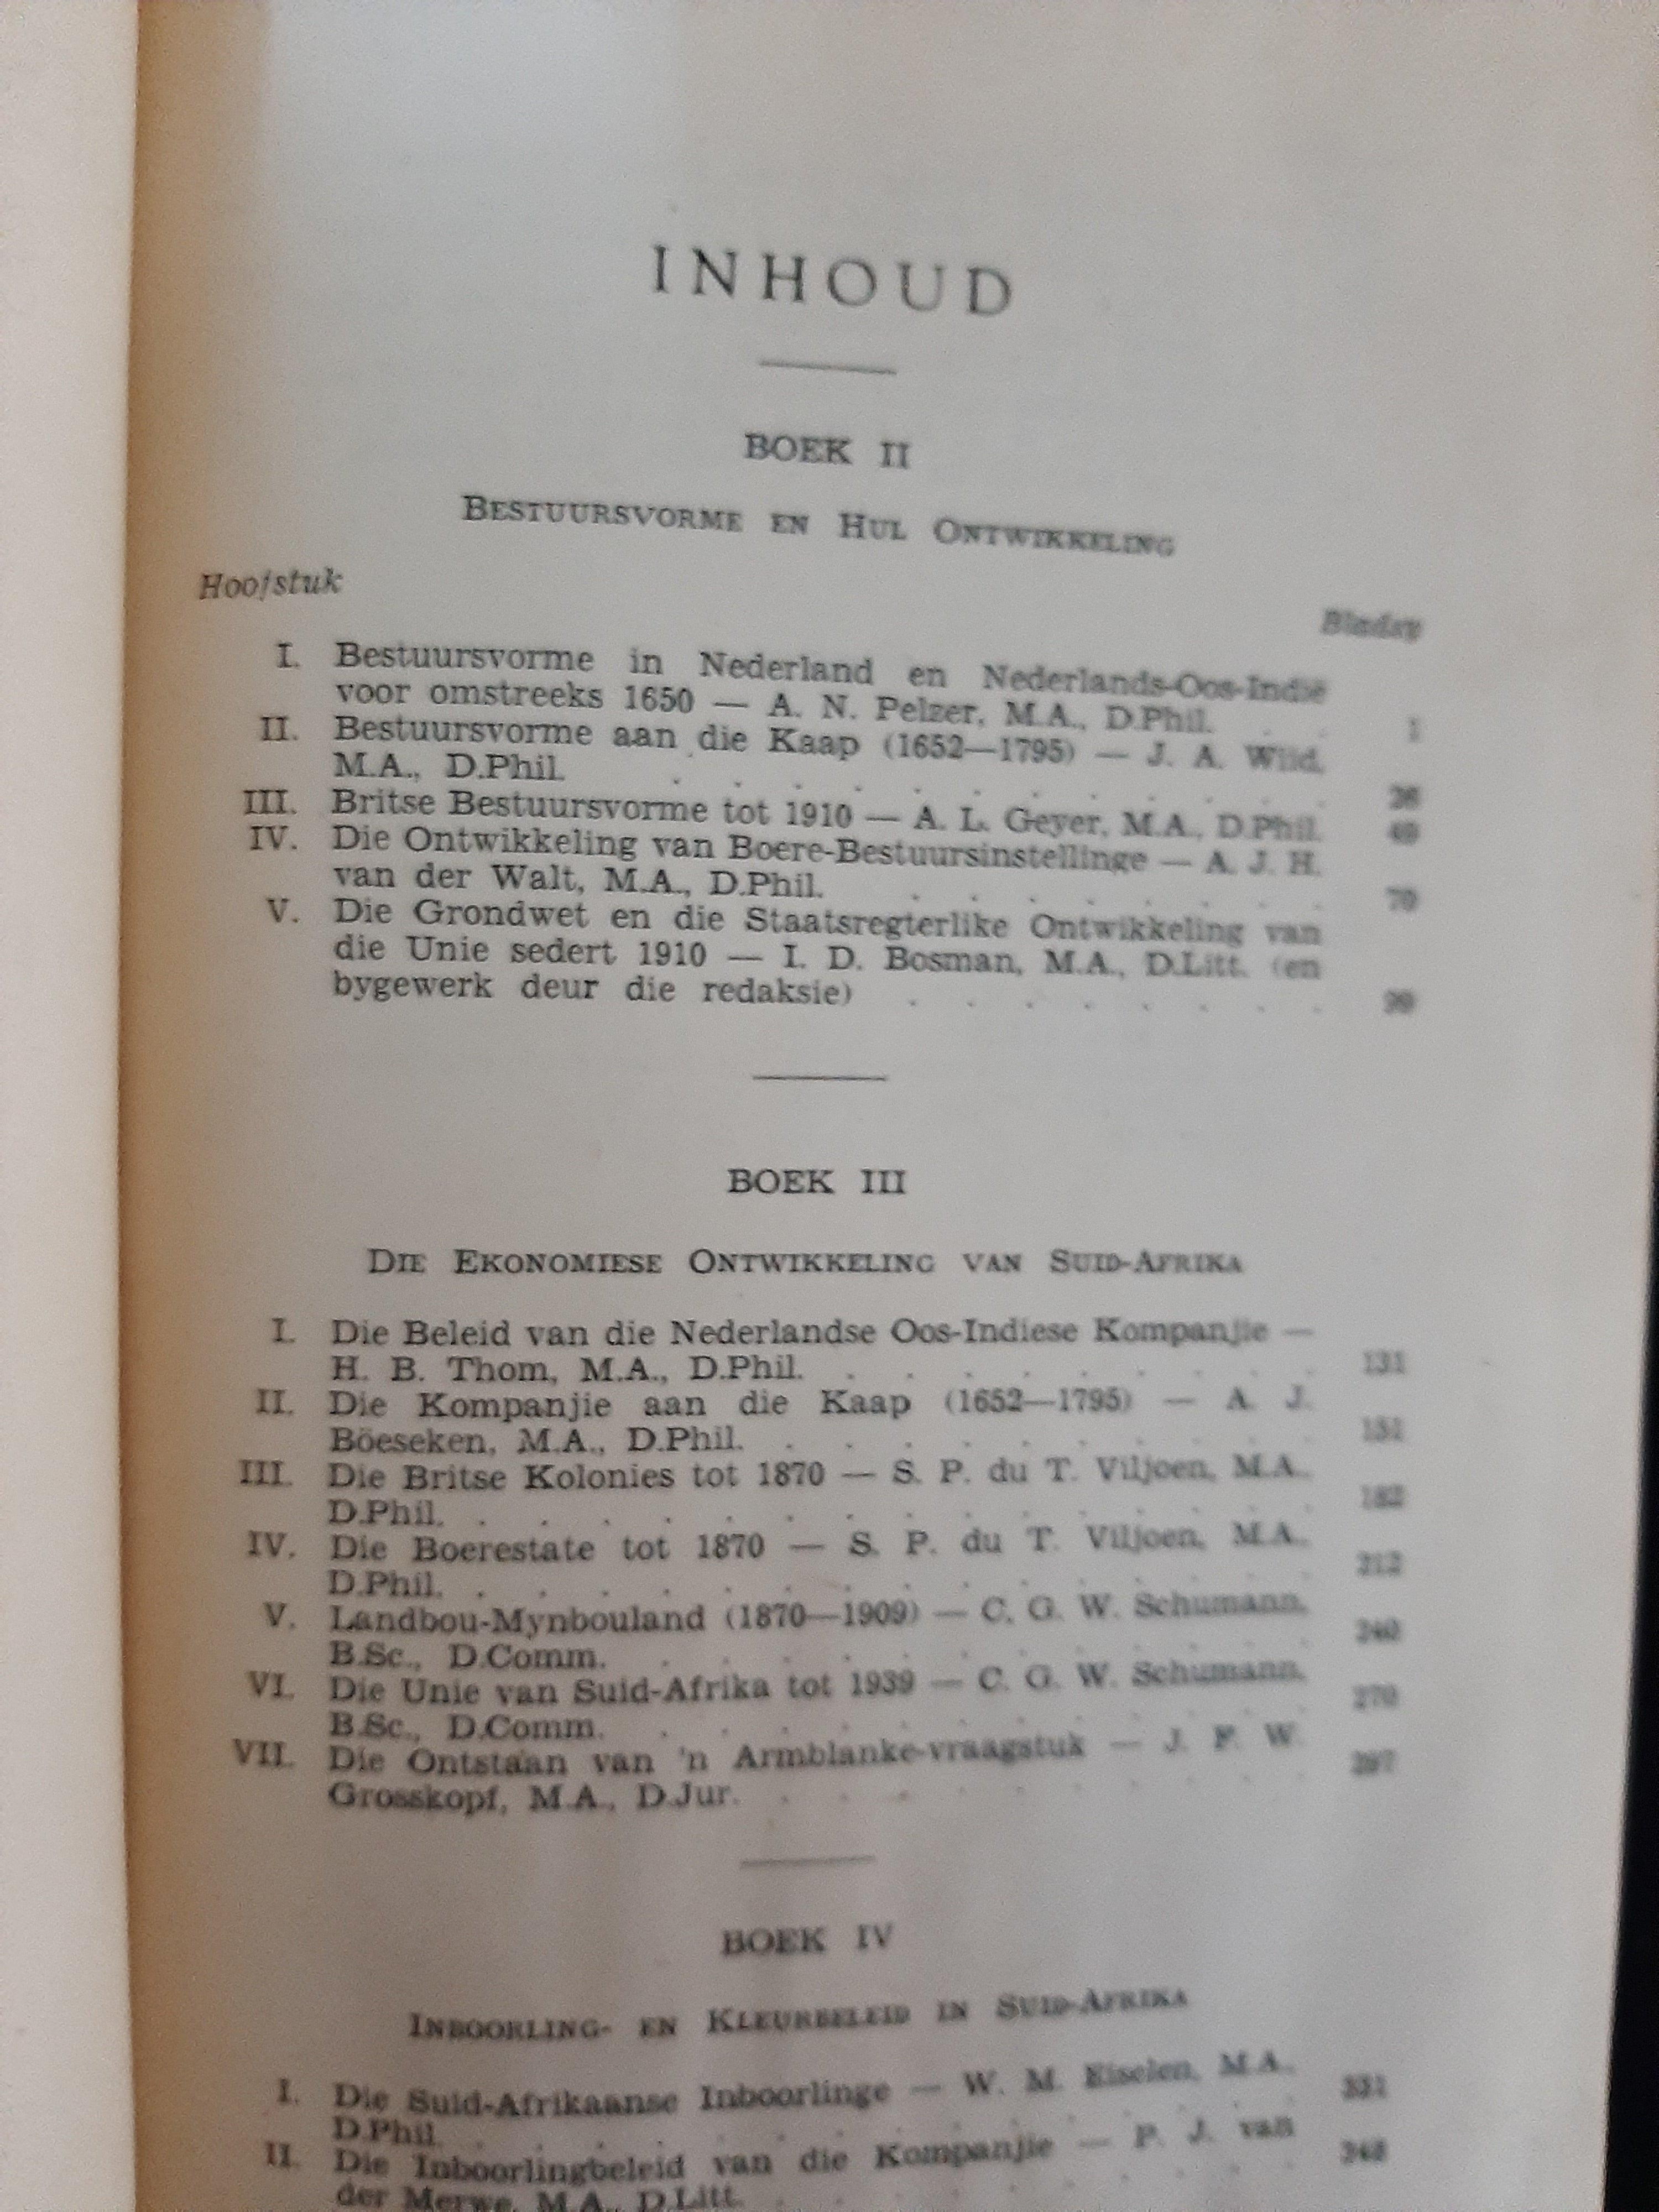 INHOUD
BOEK II
BESTUURSVORME EN HUL ONTWIKKELING
Hoofstuk
Bladsy
I. Bestuursvorme in Nederland en Nederlands-Oos-Indië
voor omstreeks 1650 — A. N. Pelzer, M.A., D.Phil. . . 1
II. Bestuursvorme aan die Kaap (1652—1795) — J. A. Wiid,
M.A., D.Phil. . . . . . . . . . . . 26
III. Britse Bestuursvorme tot 1910 — A. L. Geyer, M.A., D.Phil. 49
IV. Die Ontwikkeling van Boere-Bestuursinstellinge — A. J. H.
van der Walt, M.A., D.Phil. . . . . . . . . 70
V. Die Grondwet en die Staatsregterlike Ontwikkeling van
die Unie sedert 1910 — I. D. Bosman, M.A., D.Litt. (en
bygewerk deur die redaksie) . . . . . . . . 99
BOEK III
DIE EKONOMIESE ONTWIKKELING VAN SUID-AFRIKA
I. Die Beleid van die Nederlandse Oos-Indiese Kompanjie —
H. B. Thom, M.A., D.Phil. . . . . . . . . 131
II. Die Kompanjie aan die Kaap (1652—1795) — A. J.
Böeseken, M.A., D.Phil. . . . . . . . . . 151
III. Die Britse Kolonies tot 1870 — S. P. du T. Viljoen, M.A.,
D.Phil. . . . . . . . . . . . . . . 182
IV. Die Boerestate tot 1870 — S. P. du T. Viljoen, M.A.,
D.Phil. . . . . . . . . . . . . . . 212
V. Landbou-Mynbouland (1870—1909) — C. G. W. Schumann,
B.Sc., D.Comm. . . . . . . . . . . . 240
VI. Die Unie van Suid-Afrika tot 1939 — C. G. W. Schumann,
B.Sc., D.Comm. . . . . . . . . . . . 270
VII. Die Ontstaan van 'n Armblanke-vraagstuk — J. F. W.
Grosskopf, M.A., D.Jur. . . . . . . . . . 297
BOEK IV
INBOORLING- EN KLEURBELEID IN SUID-AFRIKA
I. Die Suid-Afrikaanse Inboorlinge — W. M. Eiselen, M.A.,
D.Phil. . . . . . . . . . . . . . . 331
II. Die Inboorlingbeleid van die Kompanjie — P. J. van
der Merwe, M.A., D.Litt. . . . . . . . .